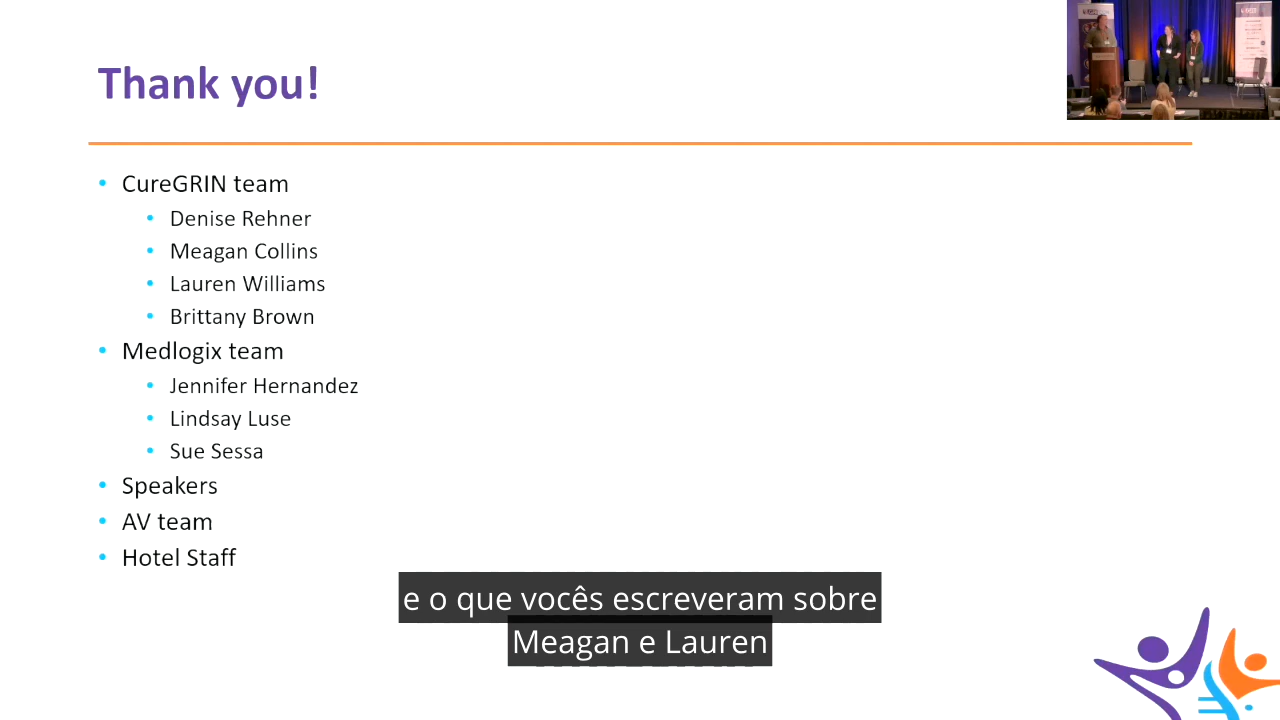 Thank you!
CureGRIN team
Denise Rehner
Meagan Collins
Lauren Williams
Brittany Brown
Medlogix team
Jennifer Hernandez
Lindsay Luse
Sue Sessa
Speakers
AV team
Hotel Staff
e o que vocês escreveram sobre
Meagan e Lauren